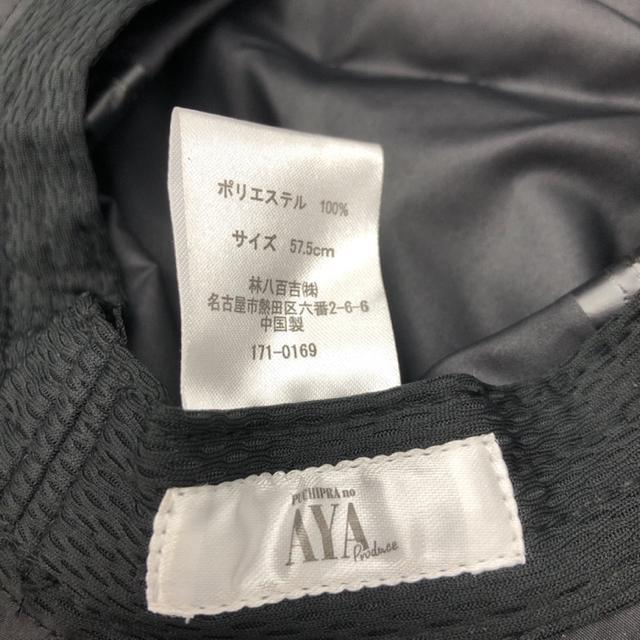 ポリエステル 100%
サイズ 57.5cm
林八百吉㈱
名古屋市熱田区六番2-6-6
中国製
171-0169
PUCHIPRA no
AYA
Produce